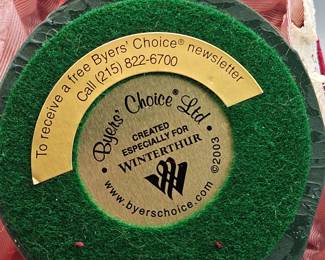 To receive a free Byers' Choice® newsletter
Call (215) 822-6700
Byers' Choice® Ltd
CREATED
ESPECIALLY FOR
WINTERTHUR
www.byerschoice.com ©2003